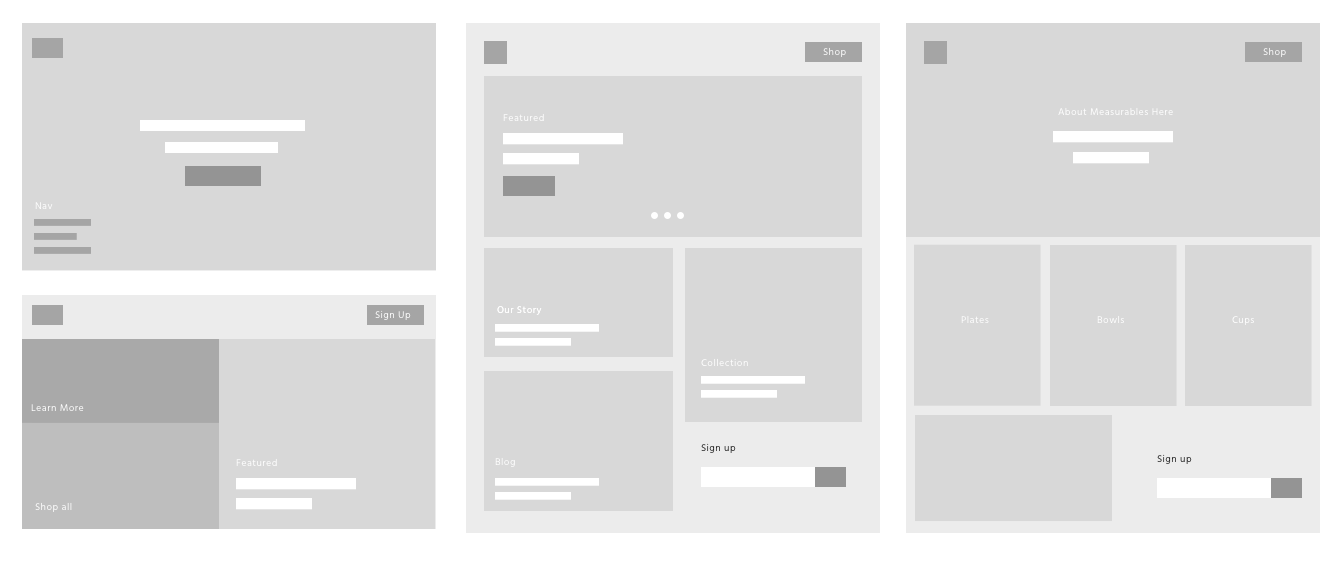 Nav
Sign Up
Learn More
Shop all
Featured
Shop
Featured
Our Story
Collection
Blog
Sign up
Shop
About Measurables Here
Plates
Bowls
Cups
Sign up